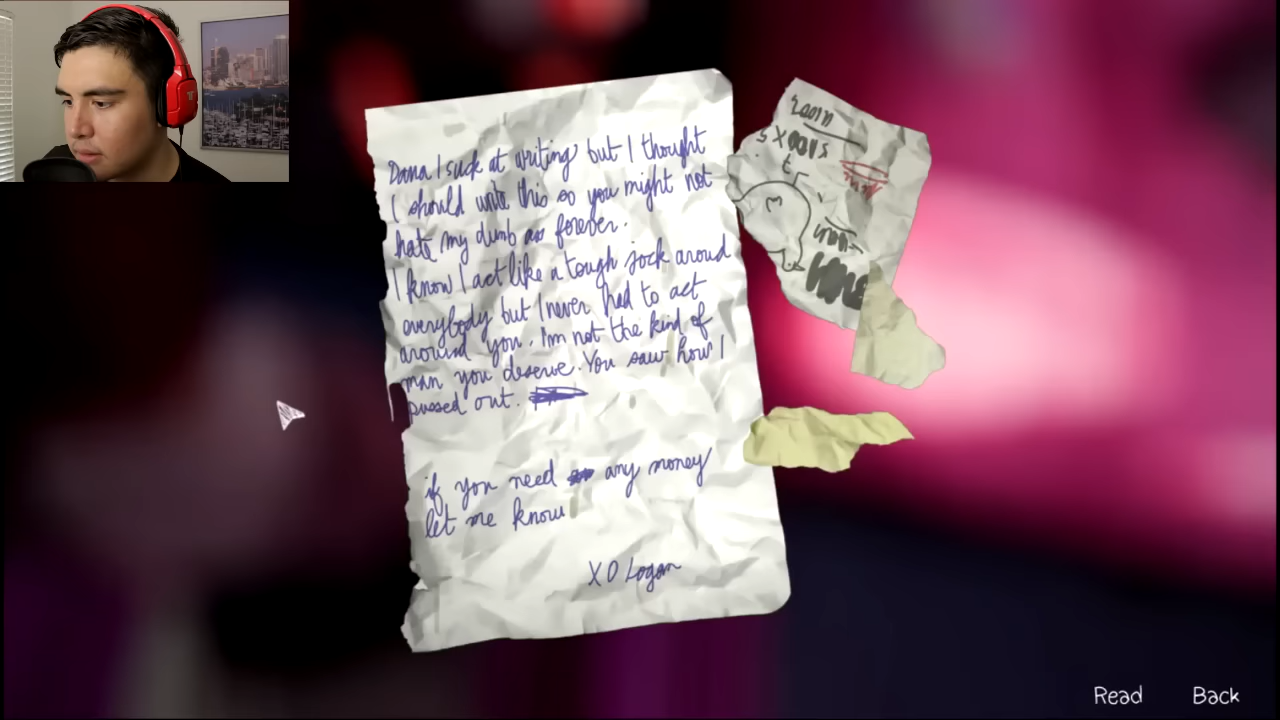 Dana I suck at writing but I thought
I should write this so you might not
hate my dumb ass forever.
I know I act like a tough jock aroud
everybody but I never had to act
around you. I'm not the kind of
man you deserve. You saw how I
pussed out.
if you need any money
let me know
XO Logan
Read
Back